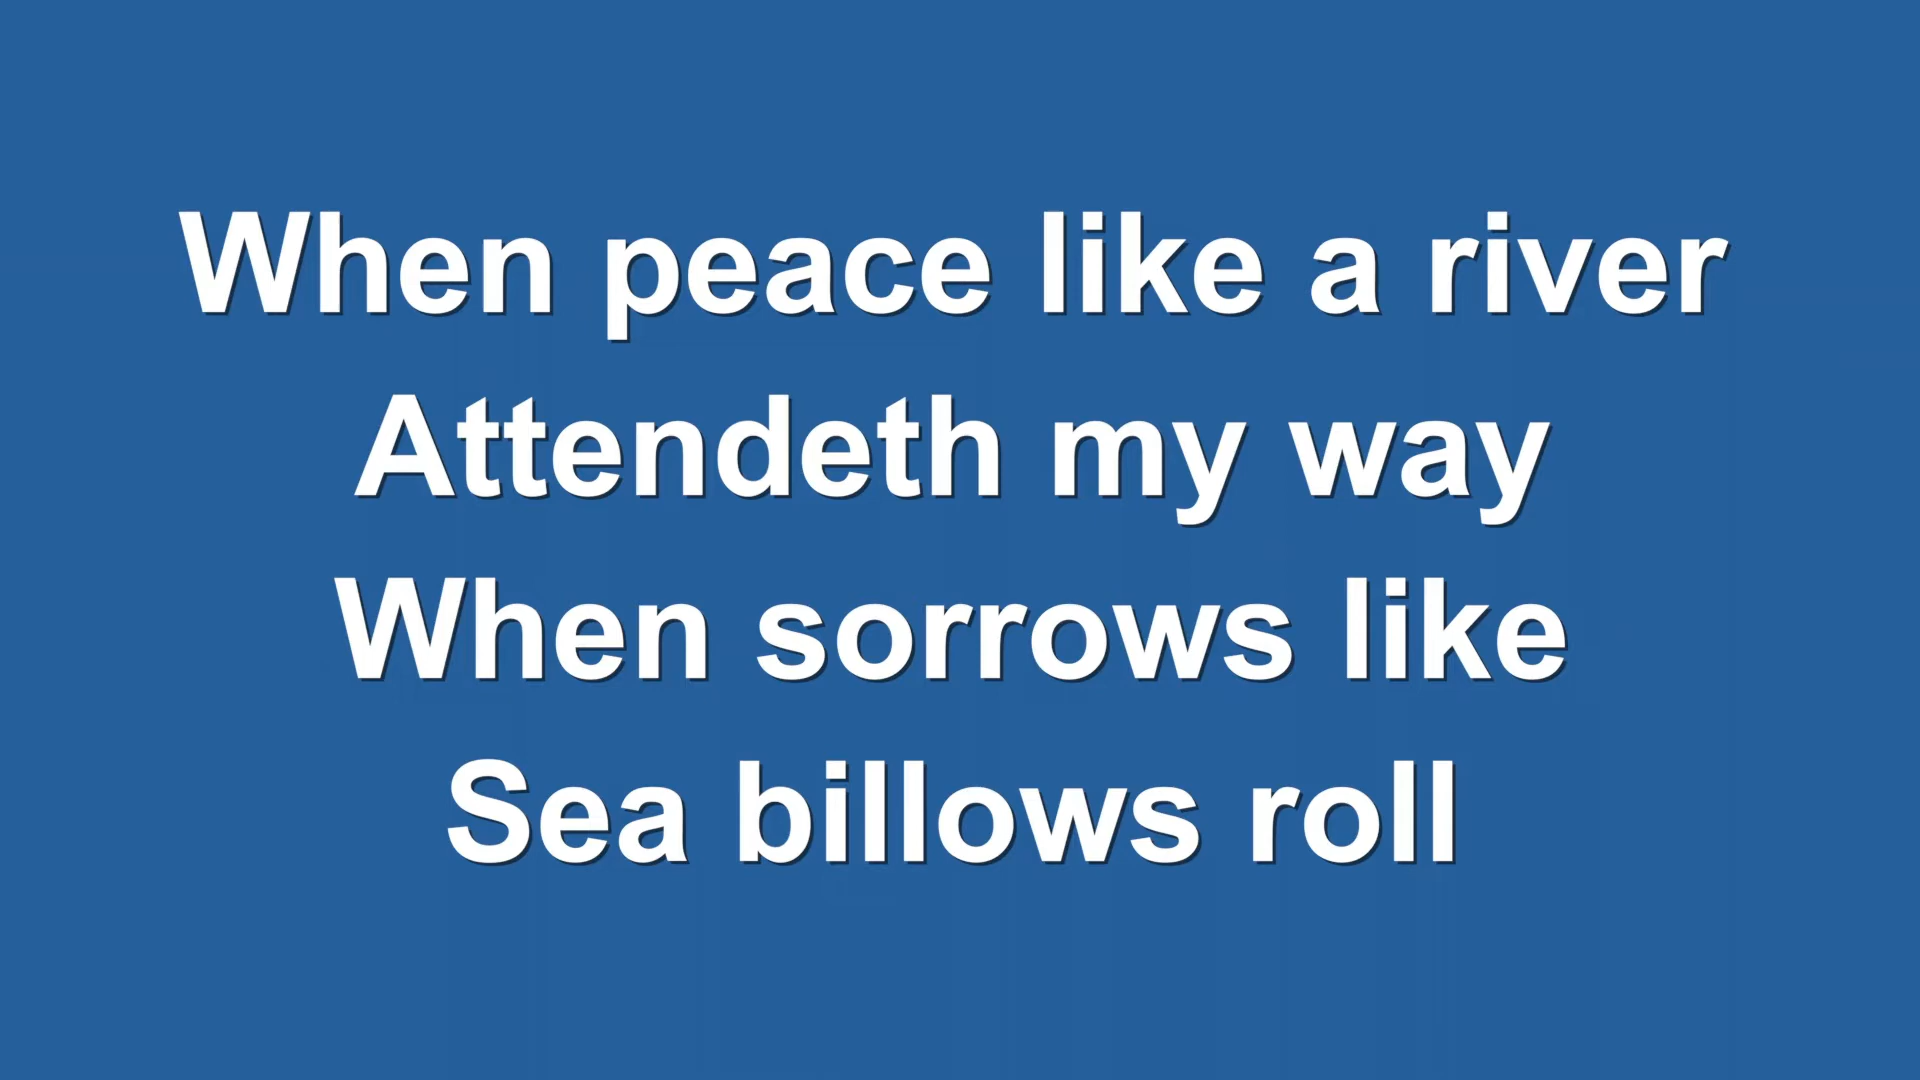 When peace like a river
Attendeth my way
When sorrows like
Sea billows roll